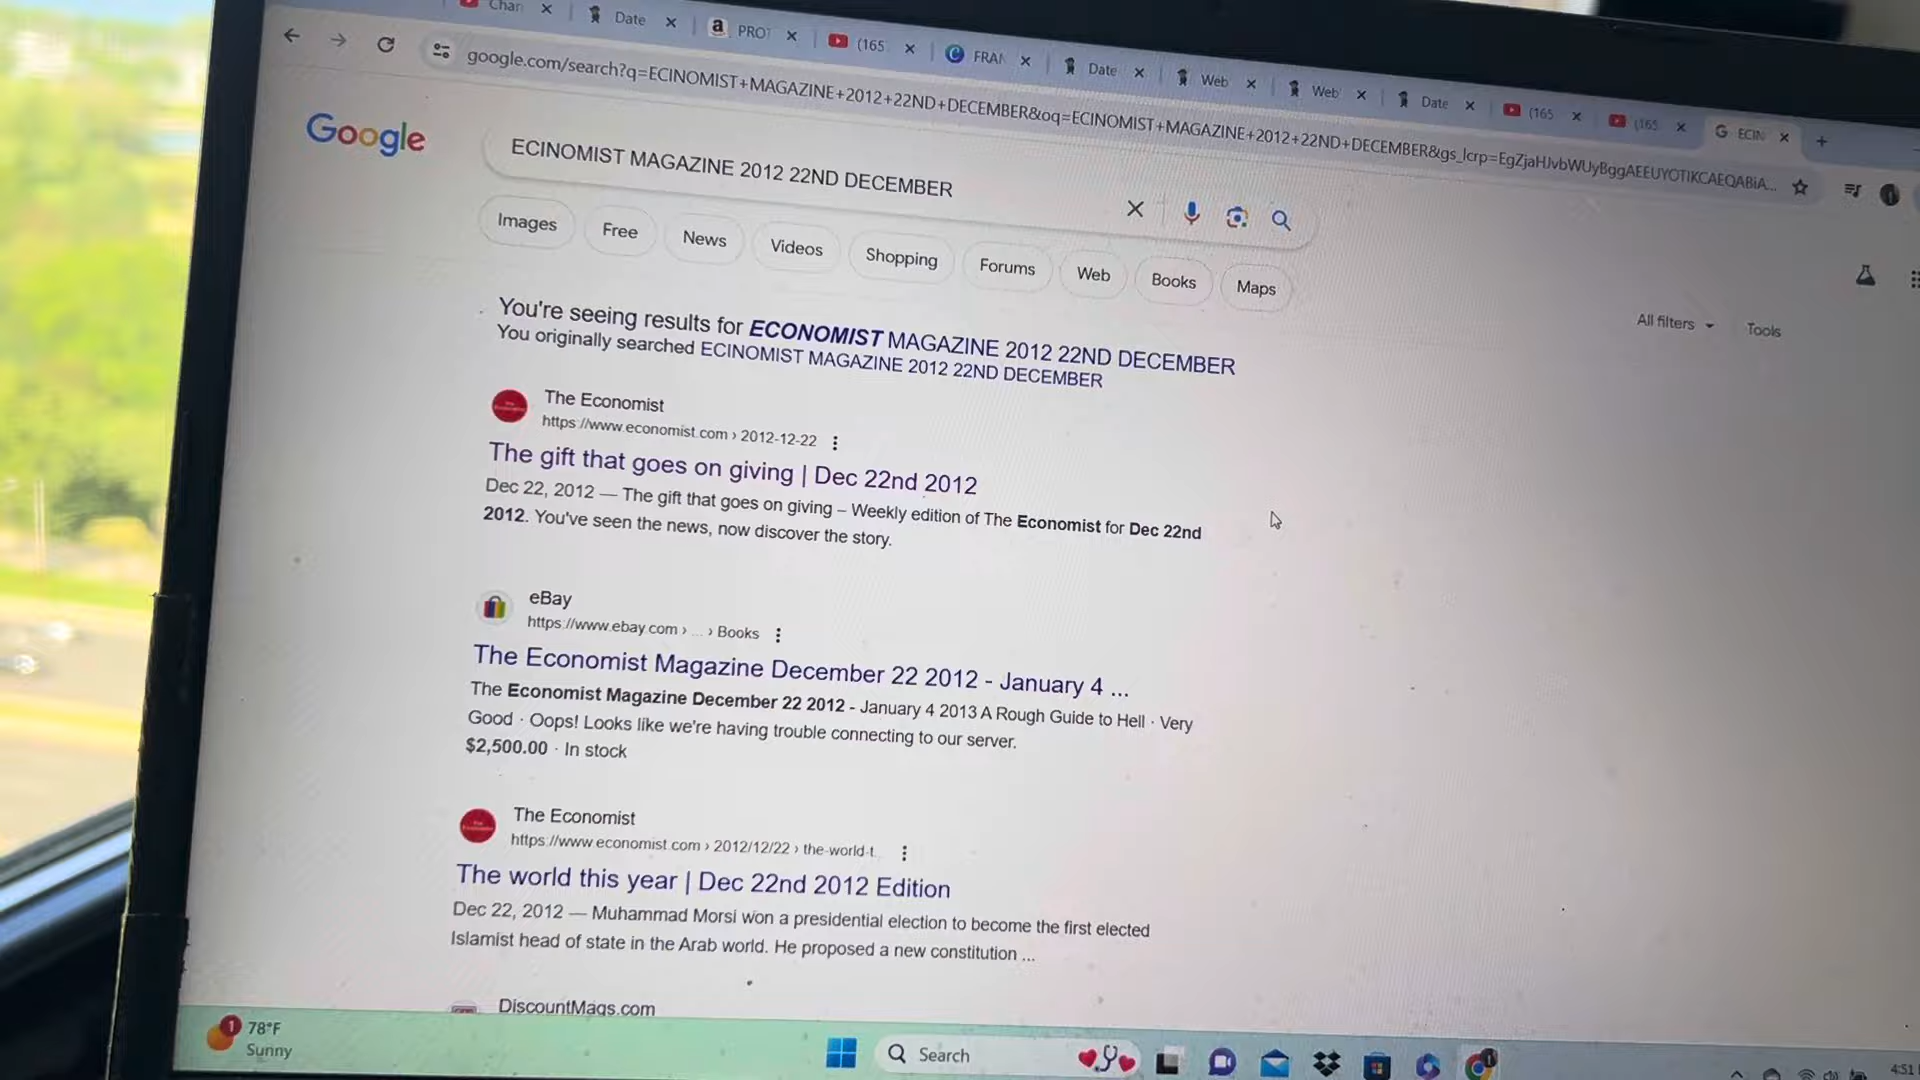 Chan
Date
PROT
(165
FRAN
Date
Web
Web
Date
(165
(165
ECIN
google.com/search?q=ECINOMIST+MAGAZINE+2012+22ND+DECEMBER&oq=ECINOMIST+MAGAZINE+2012+22ND+DECEMBER&gs_lcrp=EgZjaHJvbWUyBggAEEUYOTIKCAEQABiA...
Google
ECINOMIST MAGAZINE 2012 22ND DECEMBER
Images Free News Videos Shopping Forums Web Books Maps
All filters Tools
You're seeing results for ECONOMIST MAGAZINE 2012 22ND DECEMBER
You originally searched ECINOMIST MAGAZINE 2012 22ND DECEMBER
The Economist
https://www.economist.com › 2012-12-22
The gift that goes on giving | Dec 22nd 2012
Dec 22, 2012 — The gift that goes on giving – Weekly edition of The Economist for Dec 22nd
2012. You've seen the news, now discover the story.
eBay
https://www.ebay.com › ... › Books
The Economist Magazine December 22 2012 - January 4 ...
The Economist Magazine December 22 2012 - January 4 2013 A Rough Guide to Hell · Very
Good · Oops! Looks like we're having trouble connecting to our server.
$2,500.00 · In stock
The Economist
https://www.economist.com › 2012/12/22 › the-world-t...
The world this year | Dec 22nd 2012 Edition
Dec 22, 2012 — Muhammad Morsi won a presidential election to become the first elected
Islamist head of state in the Arab world. He proposed a new constitution ...
DiscountMags.com
1
78°F
Sunny
Search
4:51